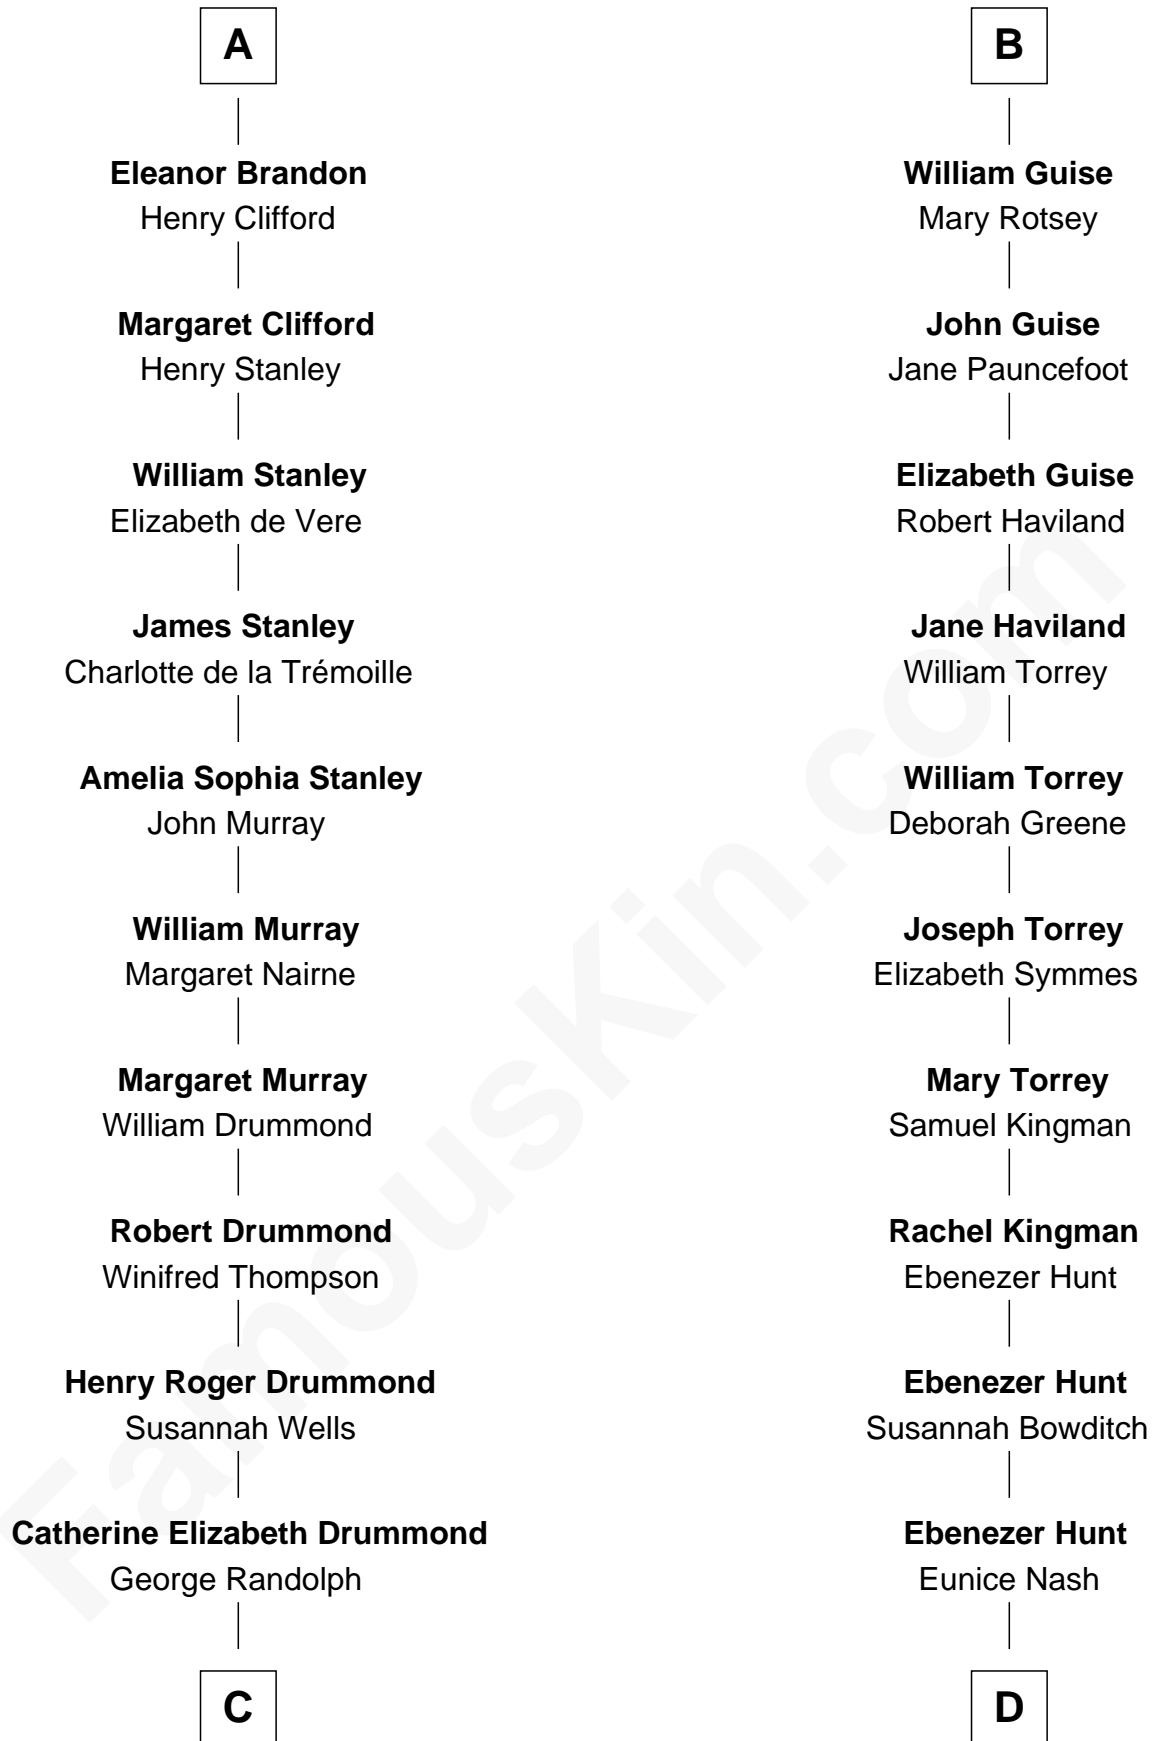 A
Eleanor Brandon
Henry Clifford
Margaret Clifford
Henry Stanley
William Stanley
Elizabeth de Vere
James Stanley
Charlotte de la Trémoille
Amelia Sophia Stanley
John Murray
William Murray
Margaret Nairne
Margaret Murray
William Drummond
Robert Drummond
Winifred Thompson
Henry Roger Drummond
Susannah Wells
Catherine Elizabeth Drummond
George Randolph
C
B
William Guise
Mary Rotsey
John Guise
Jane Pauncefoot
Elizabeth Guise
Robert Haviland
Jane Haviland
William Torrey
William Torrey
Deborah Greene
Joseph Torrey
Elizabeth Symmes
Mary Torrey
Samuel Kingman
Rachel Kingman
Ebenezer Hunt
Ebenezer Hunt
Susannah Bowditch
Ebenezer Hunt
Eunice Nash
D
FamousKin.com